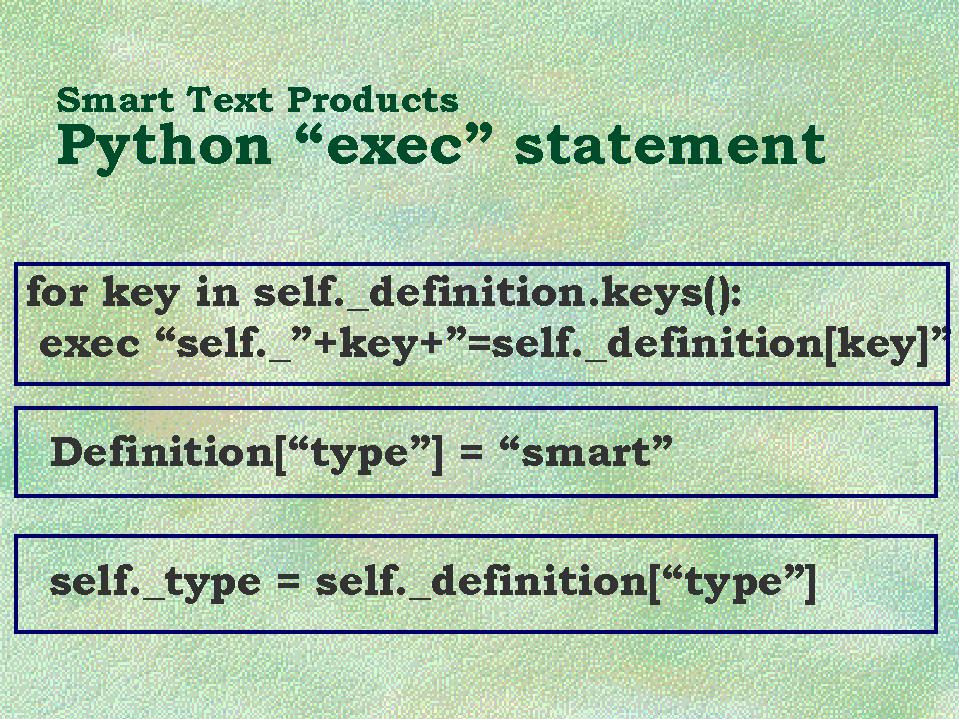 Smart Text Products
Python “exec” statement
for key in self._definition.keys():
exec “self._”+key+”=self._definition[key]”
Definition[“type”] = “smart”
self._type = self._definition[“type”]